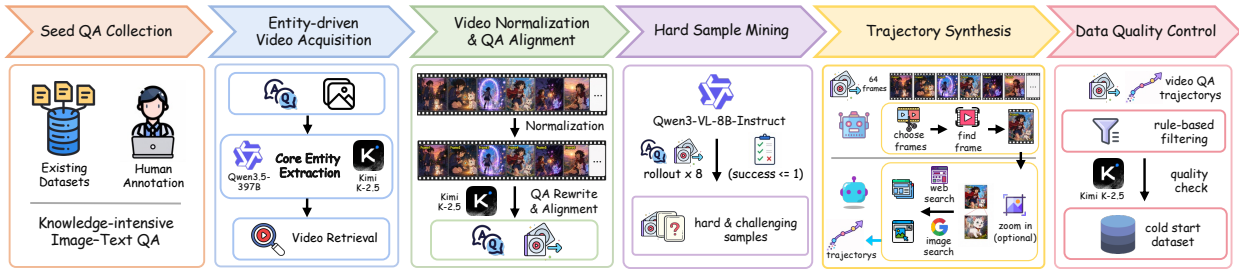 Seed QA Collection
Entity-driven
Video Acquisition
Video Normalization
& QA Alignment
Hard Sample Mining
Trajectory Synthesis
Data Quality Control
Existing
Datasets
Human
Annotation
Knowledge-intensive
Image-Text QA
A
Q
Qwen3.5-
397B
Core Entity
Extraction
Kimi
K-2.5
Video Retrieval
...
Normalization
...
Kimi
K-2.5
QA Rewrite
& Alignment
A
Q
Qwen3-VL-8B-Instruct
A
Q
rollout x 8
(success <= 1)
?
hard & challenging
samples
64
frames
...
choose
frames
find
frame
web
search
image
search
zoom in
(optional)
trajectorys
video QA
trajectorys
rule-based
filtering
Kimi K-2.5
quality
check
cold start
dataset